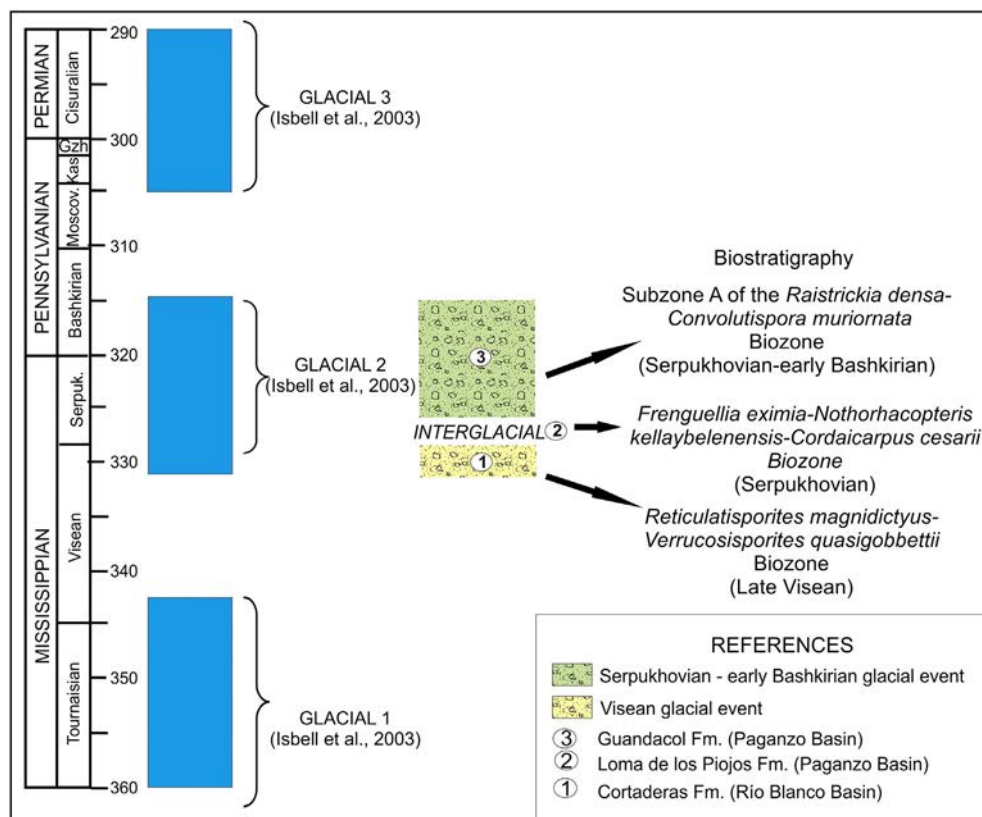 PERMIAN
Cisuralian
290
300
Gzh
Kas
PENNSYLVANIAN
Moscov.
310
Bashkirian
320
MISSISSIPPIAN
Serpuk.
330
Visean
340
Tournaisian
350
360
GLACIAL 3
(Isbell et al., 2003)
GLACIAL 2
(Isbell et al., 2003)
GLACIAL 1
(Isbell et al., 2003)
3
INTERGLACIAL 2
1
Biostratigraphy
Subzone A of the Raistrickia densa-
Convolutispora muriornata
Biozone
(Serpukhovian-early Bashkirian)
Frenguellia eximia-Nothorhacopteris
kellaybelenensis-Cordaicarpus cesarii
Biozone
(Serpukhovian)
Reticulatisporites magnidictyus-
Verrucosisporites quasigobbettii
Biozone
(Late Visean)
REFERENCES
Serpukhovian - early Bashkirian glacial event
Visean glacial event
3 Guandacol Fm. (Paganzo Basin)
2 Loma de los Piojos Fm. (Paganzo Basin)
1 Cortaderas Fm. (Río Blanco Basin)